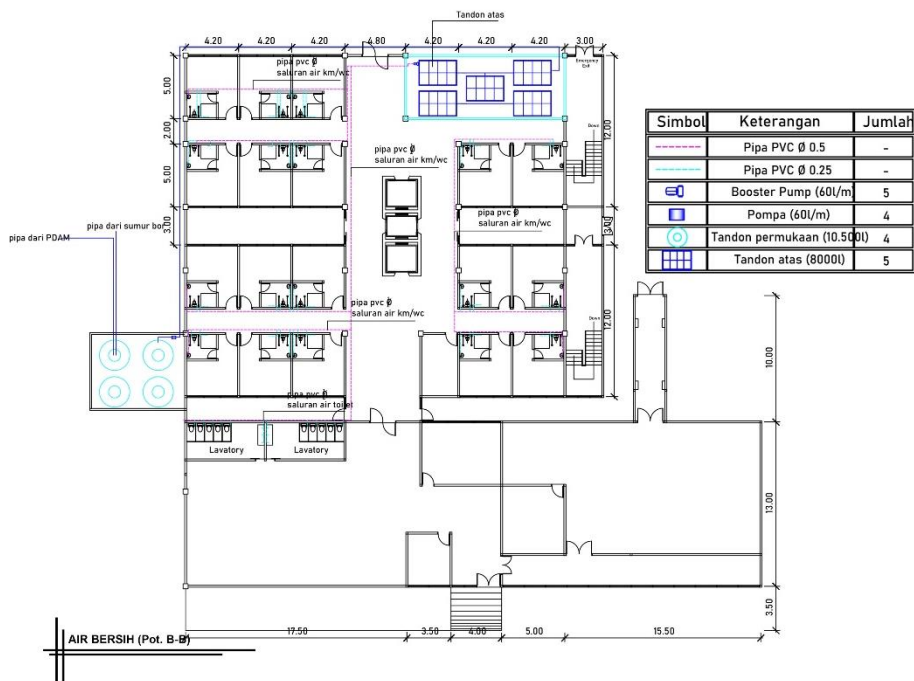 Tandon atas
4.20 4.20 4.20 4.80 4.20 4.20 4.20 3.00
Emergency
Exit
pipa pvc Ø
saluran air km/wc
pipa pvc Ø
saluran air km/wc
5.00
2.00
5.00
3.00
12.00
Down
pipa pvc Ø
saluran air km/wc
3.00
pipa dari sumur bor
pipa dari PDAM
pipa pvc Ø
saluran air km/wc
Down
12.00
pipa pvc Ø
saluran air toilet
Lavatory
Lavatory
10.00
13.00
3.50
17.50 3.50 4.00 5.00 15.50
AIR BERSIH (Pot. B-B)
Simbol Keterangan Jumlah
Pipa PVC Ø 0.5 -
Pipa PVC Ø 0.25 -
Booster Pump (60l/m) 5
Pompa (60l/m) 4
Tandon permukaan (10.500l) 4
Tandon atas (8000l) 5